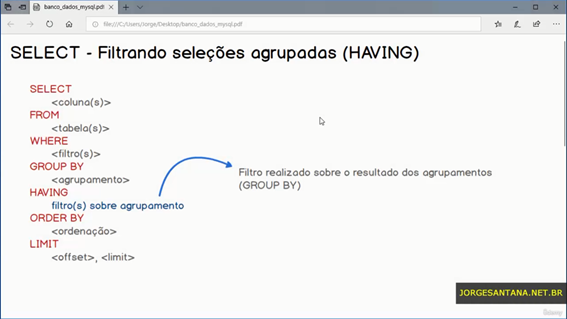 banco_dados_mysql.pdf
file:///C:/Users/Jorge/Desktop/banco_dados_mysql.pdf
SELECT - Filtrando seleções agrupadas (HAVING)
SELECT
<coluna(s)>
FROM
<tabela(s)>
WHERE
<filtro(s)>
GROUP BY
<agrupamento>
HAVING
filtro(s) sobre agrupamento
ORDER BY
<ordenação>
LIMIT
<offset>, <limit>
Filtro realizado sobre o resultado dos agrupamentos
(GROUP BY)
JORGESANTANA.NET.BR
Udemy